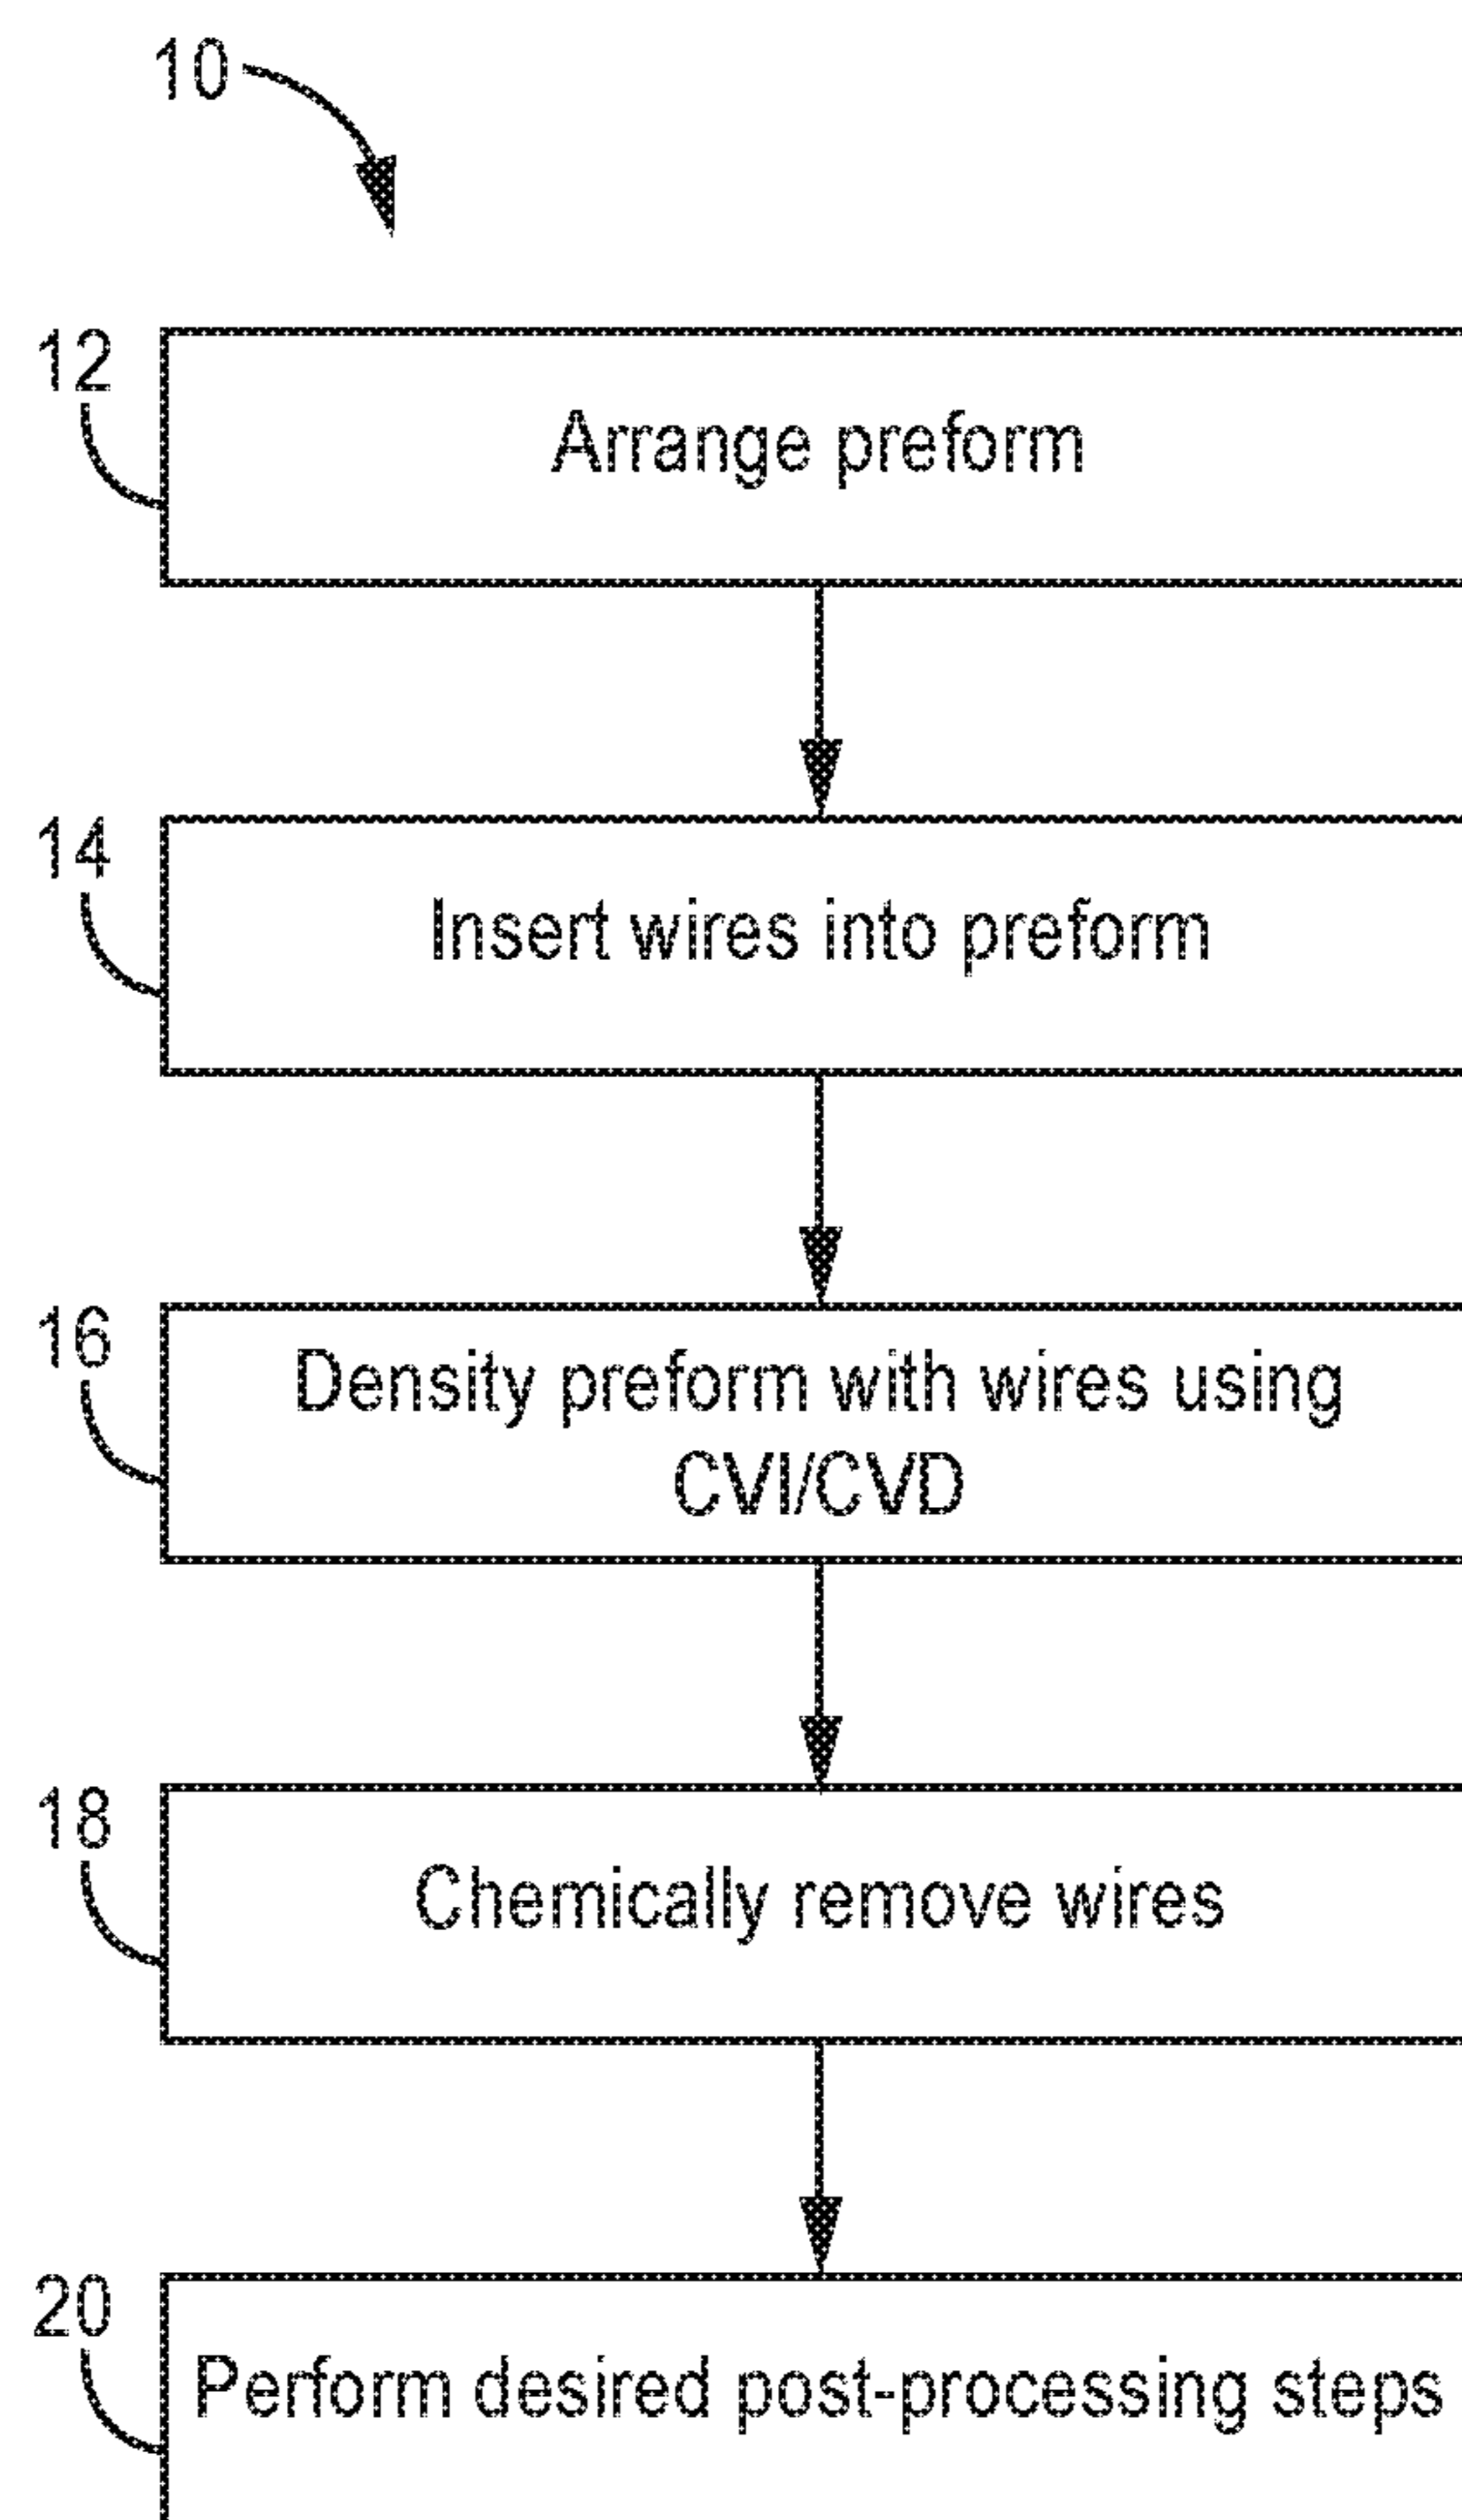 10
12
Arrange preform
14
Insert wires into preform
16
Density preform with wires using
CVI/CVD
18
Chemically remove wires
20
Perform desired post-processing steps